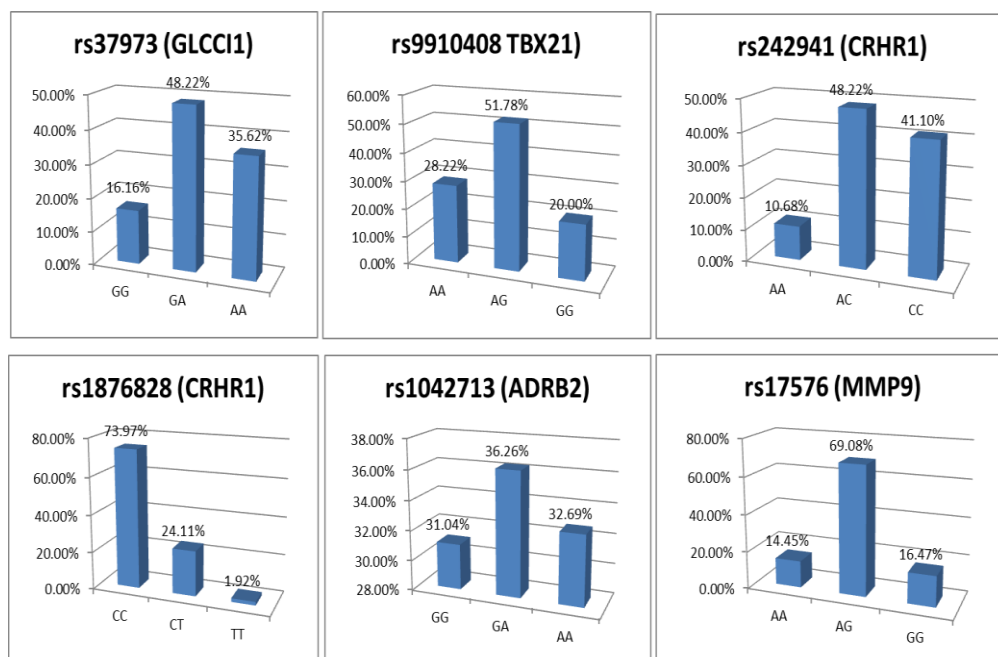 rs37973 (GLCCI1)
50.00%
40.00%
30.00%
20.00%
10.00%
0.00%
16.16%
48.22%
35.62%
GG
GA
AA
rs9910408 TBX21)
60.00%
50.00%
40.00%
30.00%
20.00%
10.00%
0.00%
28.22%
51.78%
20.00%
AA
AG
GG
rs242941 (CRHR1)
50.00%
40.00%
30.00%
20.00%
10.00%
0.00%
10.68%
48.22%
41.10%
AA
AC
CC
rs1876828 (CRHR1)
80.00%
60.00%
40.00%
20.00%
0.00%
73.97%
24.11%
1.92%
CC
CT
TT
rs1042713 (ADRB2)
38.00%
36.00%
34.00%
32.00%
30.00%
28.00%
31.04%
36.26%
32.69%
GG
GA
AA
rs17576 (MMP9)
80.00%
60.00%
40.00%
20.00%
0.00%
14.45%
69.08%
16.47%
AA
AG
GG